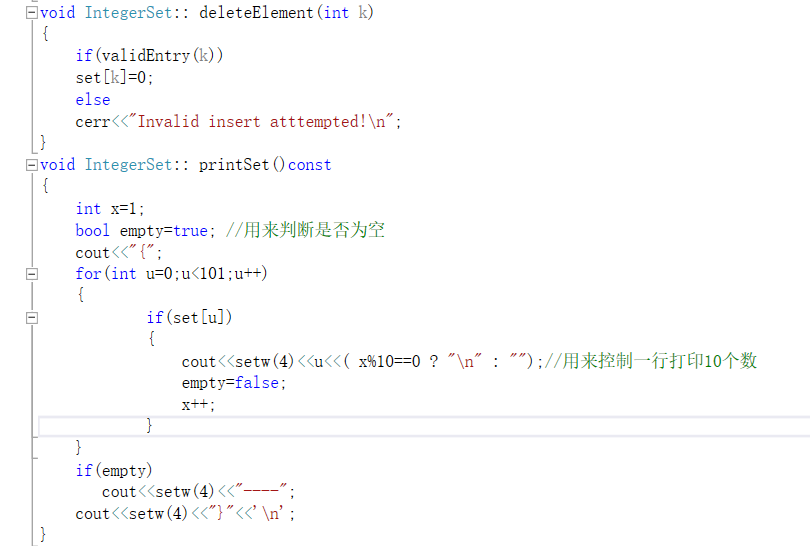 void IntegerSet:: deleteElement(int k)
{
if(validEntry(k))
set[k]=0;
else
cerr<<"Invalid insert atttempted!\n";
}
void IntegerSet:: printSet()const
{
int x=1;
bool empty=true; //用来判断是否为空
cout<<"{";
for(int u=0;u<101;u++)
{
if(set[u])
{
cout<<setw(4)<<u<<( x%10==0 ? "\n" : "");//用来控制一行打印10个数
empty=false;
x++;
}
}
if(empty)
cout<<setw(4)<<"----";
cout<<setw(4)<<"}"<<'\n';
}